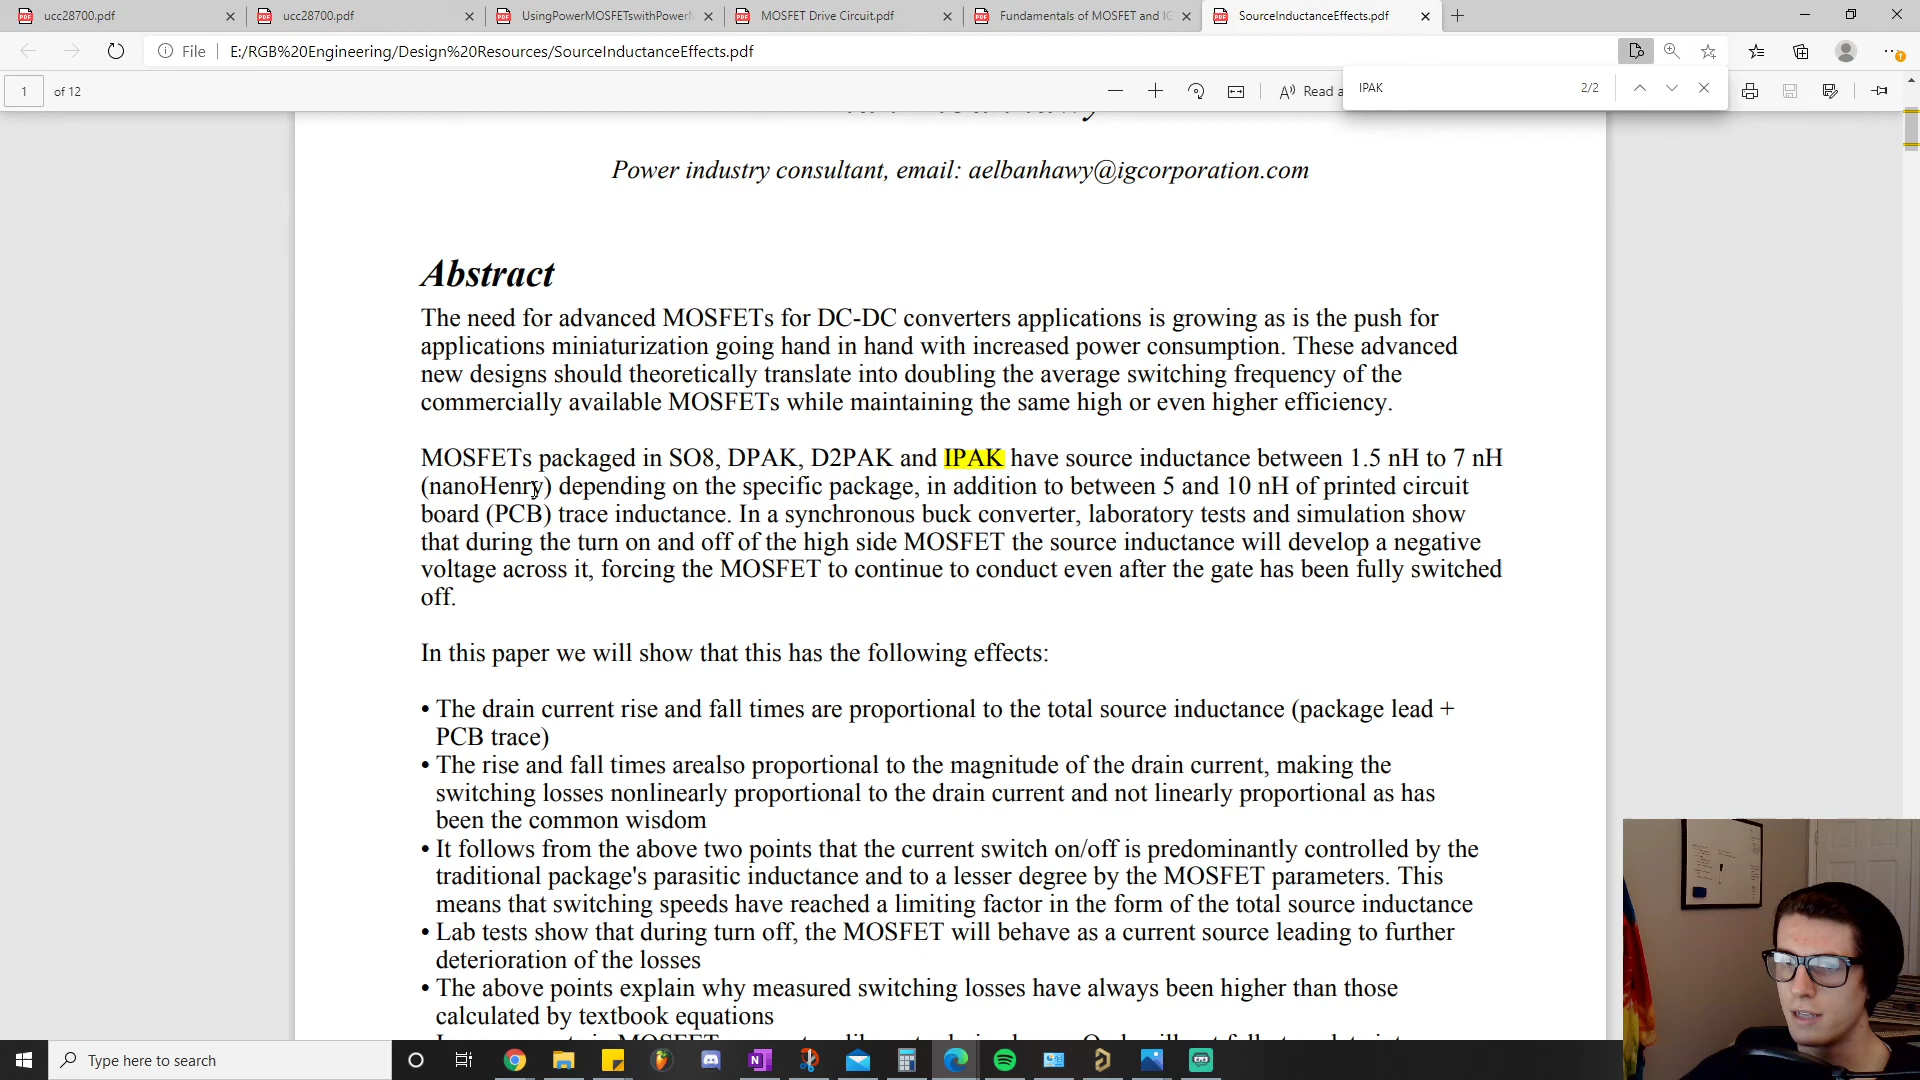 ucc28700.pdf
ucc28700.pdf
UsingPowerMOSFETswithPowerM
MOSFET Drive Circuit.pdf
Fundamentals of MOSFET and IG
SourceInductanceEffects.pdf
File
E:/RGB%20Engineering/Design%20Resources/SourceInductanceEffects.pdf
1
of 12
Read a
IPAK
2/2
Power industry consultant, email: aelbanhawy@igcorporation.com
Abstract
The need for advanced MOSFETs for DC-DC converters applications is growing as is the push for
applications miniaturization going hand in hand with increased power consumption. These advanced
new designs should theoretically translate into doubling the average switching frequency of the
commercially available MOSFETs while maintaining the same high or even higher efficiency.
MOSFETs packaged in SO8, DPAK, D2PAK and IPAK have source inductance between 1.5 nH to 7 nH
(nanoHenry) depending on the specific package, in addition to between 5 and 10 nH of printed circuit
board (PCB) trace inductance. In a synchronous buck converter, laboratory tests and simulation show
that during the turn on and off of the high side MOSFET the source inductance will develop a negative
voltage across it, forcing the MOSFET to continue to conduct even after the gate has been fully switched
off.
In this paper we will show that this has the following effects:
• The drain current rise and fall times are proportional to the total source inductance (package lead +
PCB trace)
• The rise and fall times arealso proportional to the magnitude of the drain current, making the
switching losses nonlinearly proportional to the drain current and not linearly proportional as has
been the common wisdom
• It follows from the above two points that the current switch on/off is predominantly controlled by the
traditional package's parasitic inductance and to a lesser degree by the MOSFET parameters. This
means that switching speeds have reached a limiting factor in the form of the total source inductance
• Lab tests show that during turn off, the MOSFET will behave as a current source leading to further
deterioration of the losses
• The above points explain why measured switching losses have always been higher than those
calculated by textbook equations
Type here to search